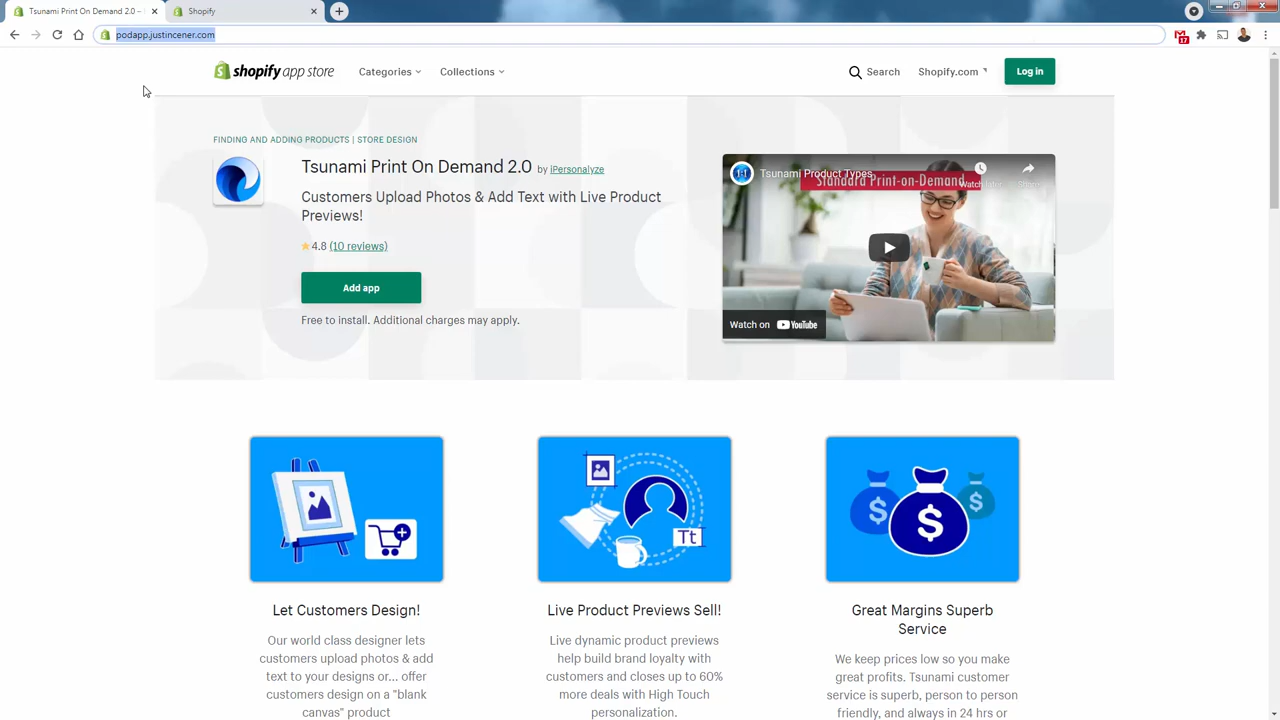 Tsunami Print On Demand 2.0 –
Shopify
podapp.justincener.com
17
shopify app store
Categories
Collections
Search
Shopify.com
Log in
FINDING AND ADDING PRODUCTS | STORE DESIGN
Tsunami Print On Demand 2.0 by iPersonalyze
Customers Upload Photos & Add Text with Live Product
Previews!
4.8 (10 reviews)
Add app
Free to install. Additional charges may apply.
Tsunami Product Types
Standard Print-on-Demand
Watch later
Share
Watch on YouTube
Tt
$ $ $
Let Customers Design!
Our world class designer lets
customers upload photos & add
text to your designs or... offer
customers design on a "blank
canvas" product
Live Product Previews Sell!
Live dynamic product previews
help build brand loyalty with
customers and closes up to 60%
more deals with High Touch
personalization.
Great Margins Superb
Service
We keep prices low so you make
great profits. Tsunami customer
service is superb, person to person
friendly, and always in 24 hrs or